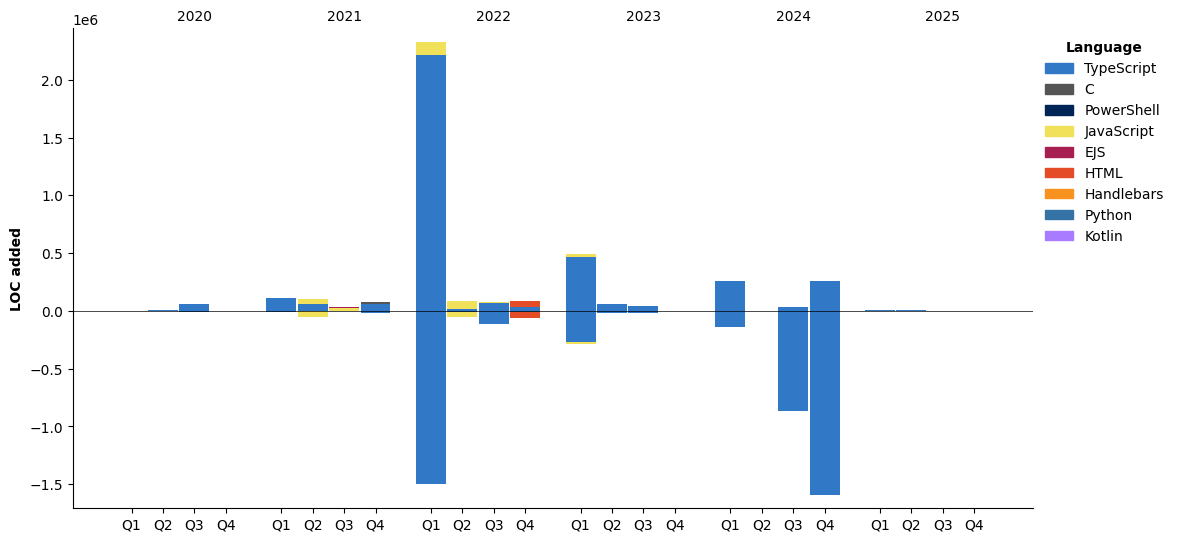 1e6
2020 2021 2022 2023 2024 2025
2.0
1.5
1.0
0.5
0.0
−0.5
−1.0
−1.5
LOC added
Q1 Q2 Q3 Q4 Q1 Q2 Q3 Q4 Q1 Q2 Q3 Q4 Q1 Q2 Q3 Q4 Q1 Q2 Q3 Q4 Q1 Q2 Q3 Q4
Language
TypeScript
C
PowerShell
JavaScript
EJS
HTML
Handlebars
Python
Kotlin